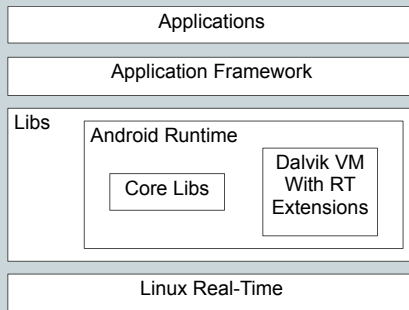 Applications
Application Framework
Libs
Android Runtime
Core Libs
Dalvik VM
With RT
Extensions
Linux Real-Time